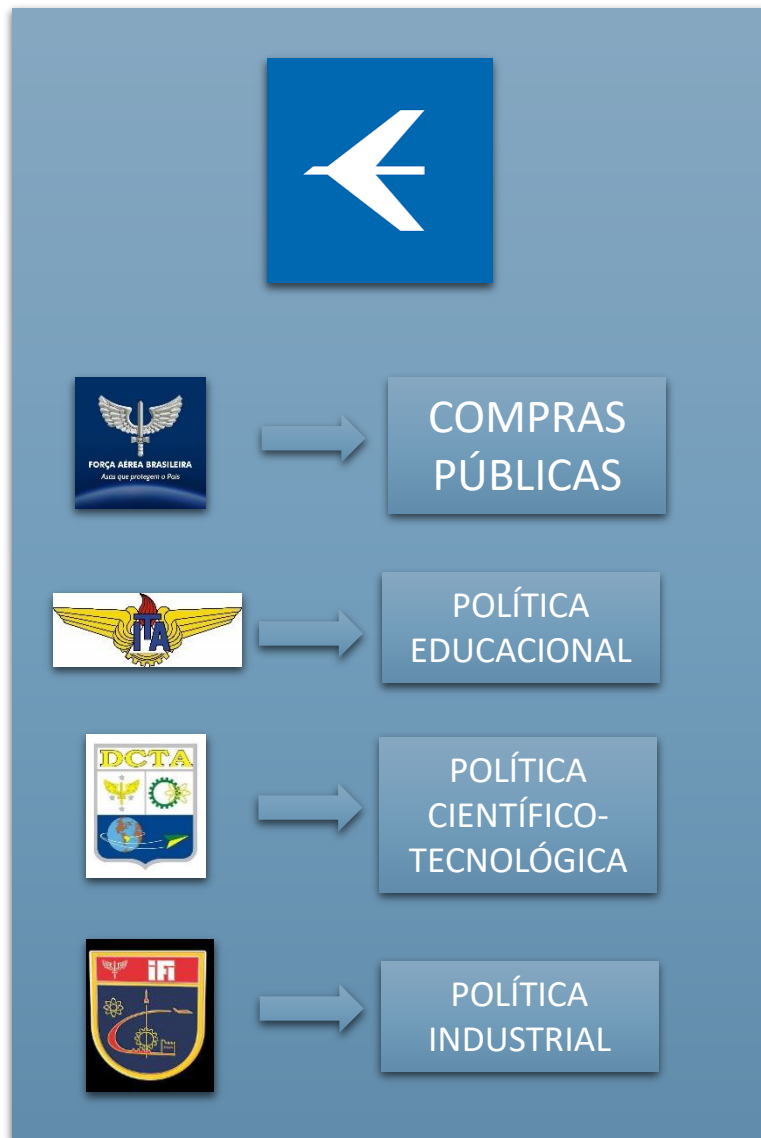 FORÇA AÉREA BRASILEIRA
Asas que protegem o País
COMPRAS
PÚBLICAS
ITA
POLÍTICA
EDUCACIONAL
DCTA
POLÍTICA
CIENTÍFICO-
TECNOLÓGICA
IFI
POLÍTICA
INDUSTRIAL